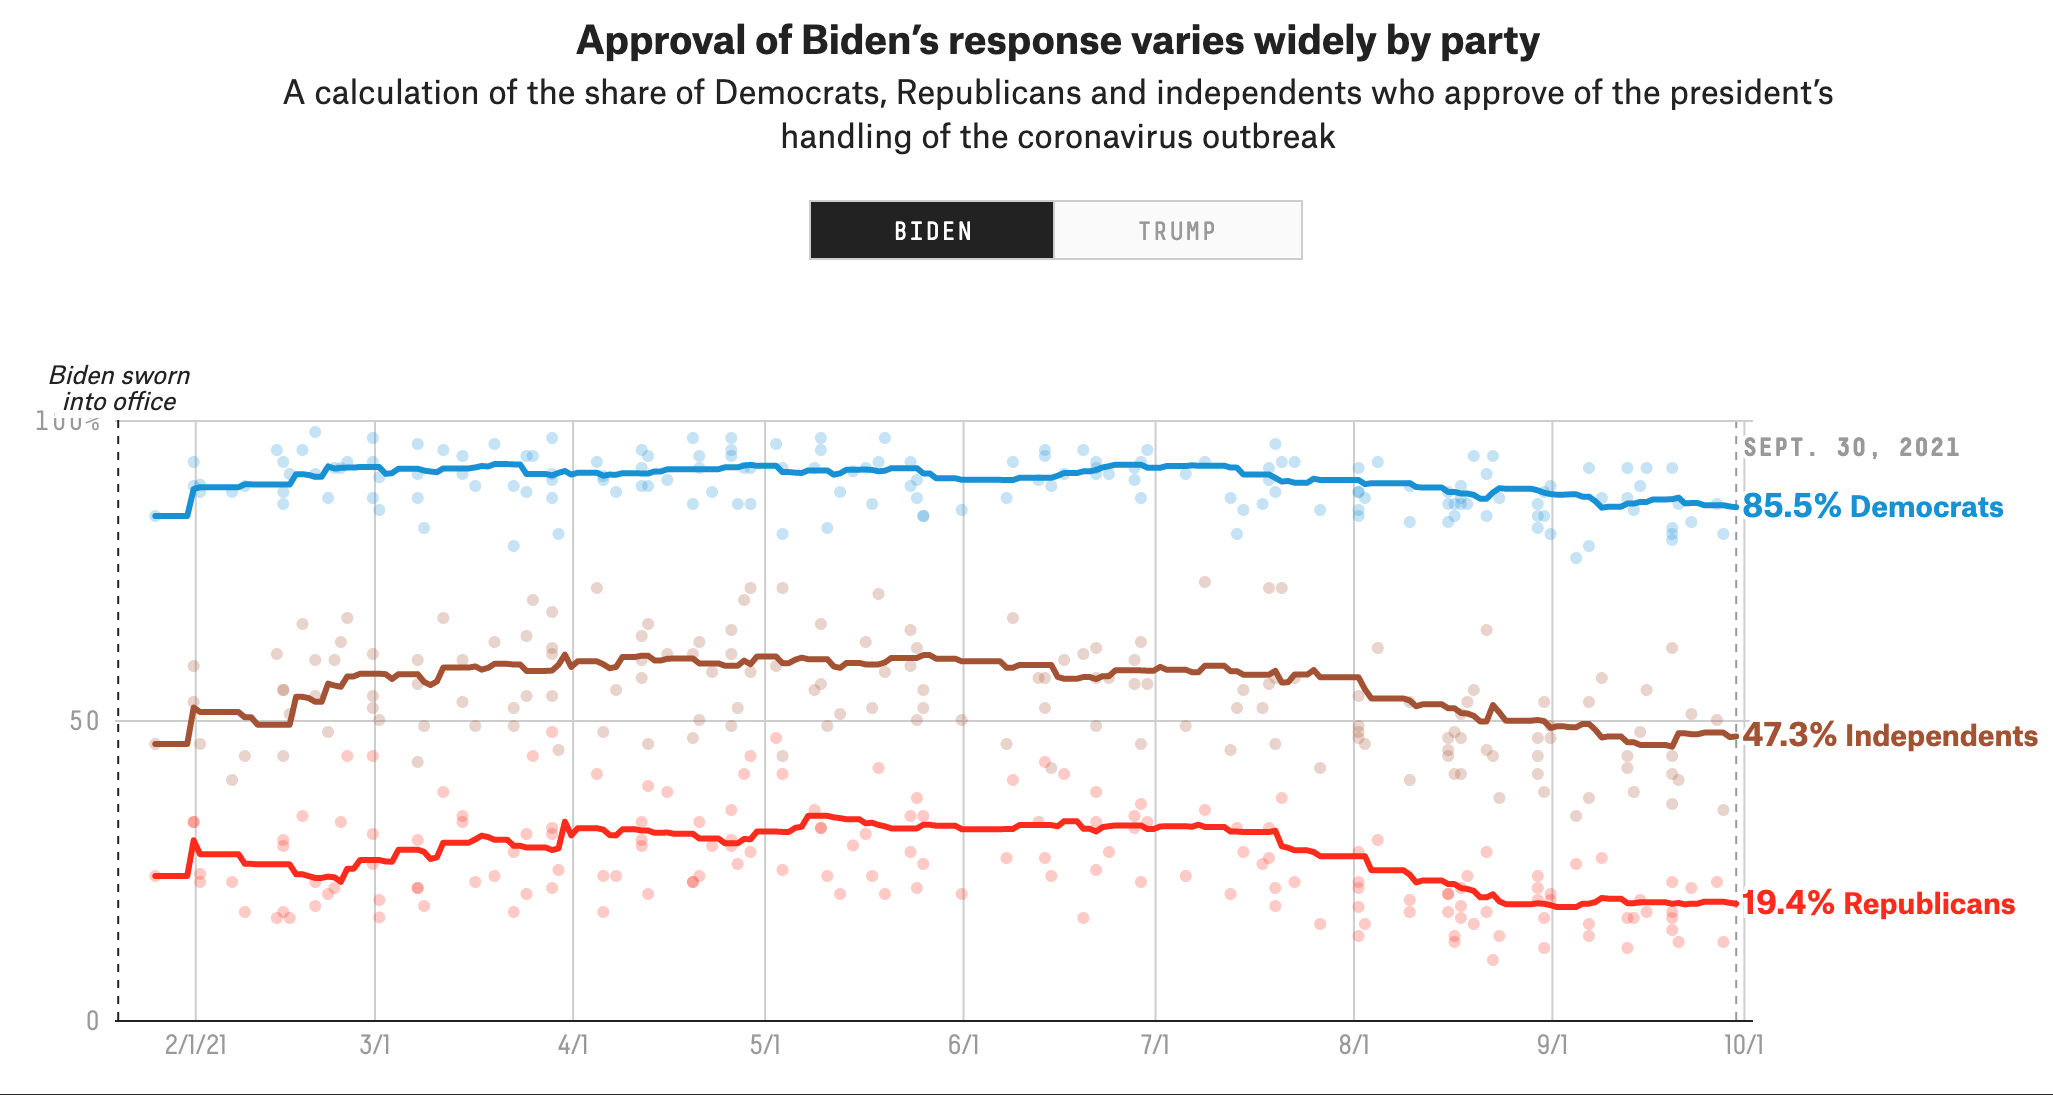 Approval of Biden’s response varies widely by party
A calculation of the share of Democrats, Republicans and independents who approve of the president’s
handling of the coronavirus outbreak
BIDEN
TRUMP
Biden sworn
into office
100%
SEPT. 30, 2021
85.5% Democrats
50
47.3% Independents
19.4% Republicans
0
2/1/21
3/1
4/1
5/1
6/1
7/1
8/1
9/1
10/1